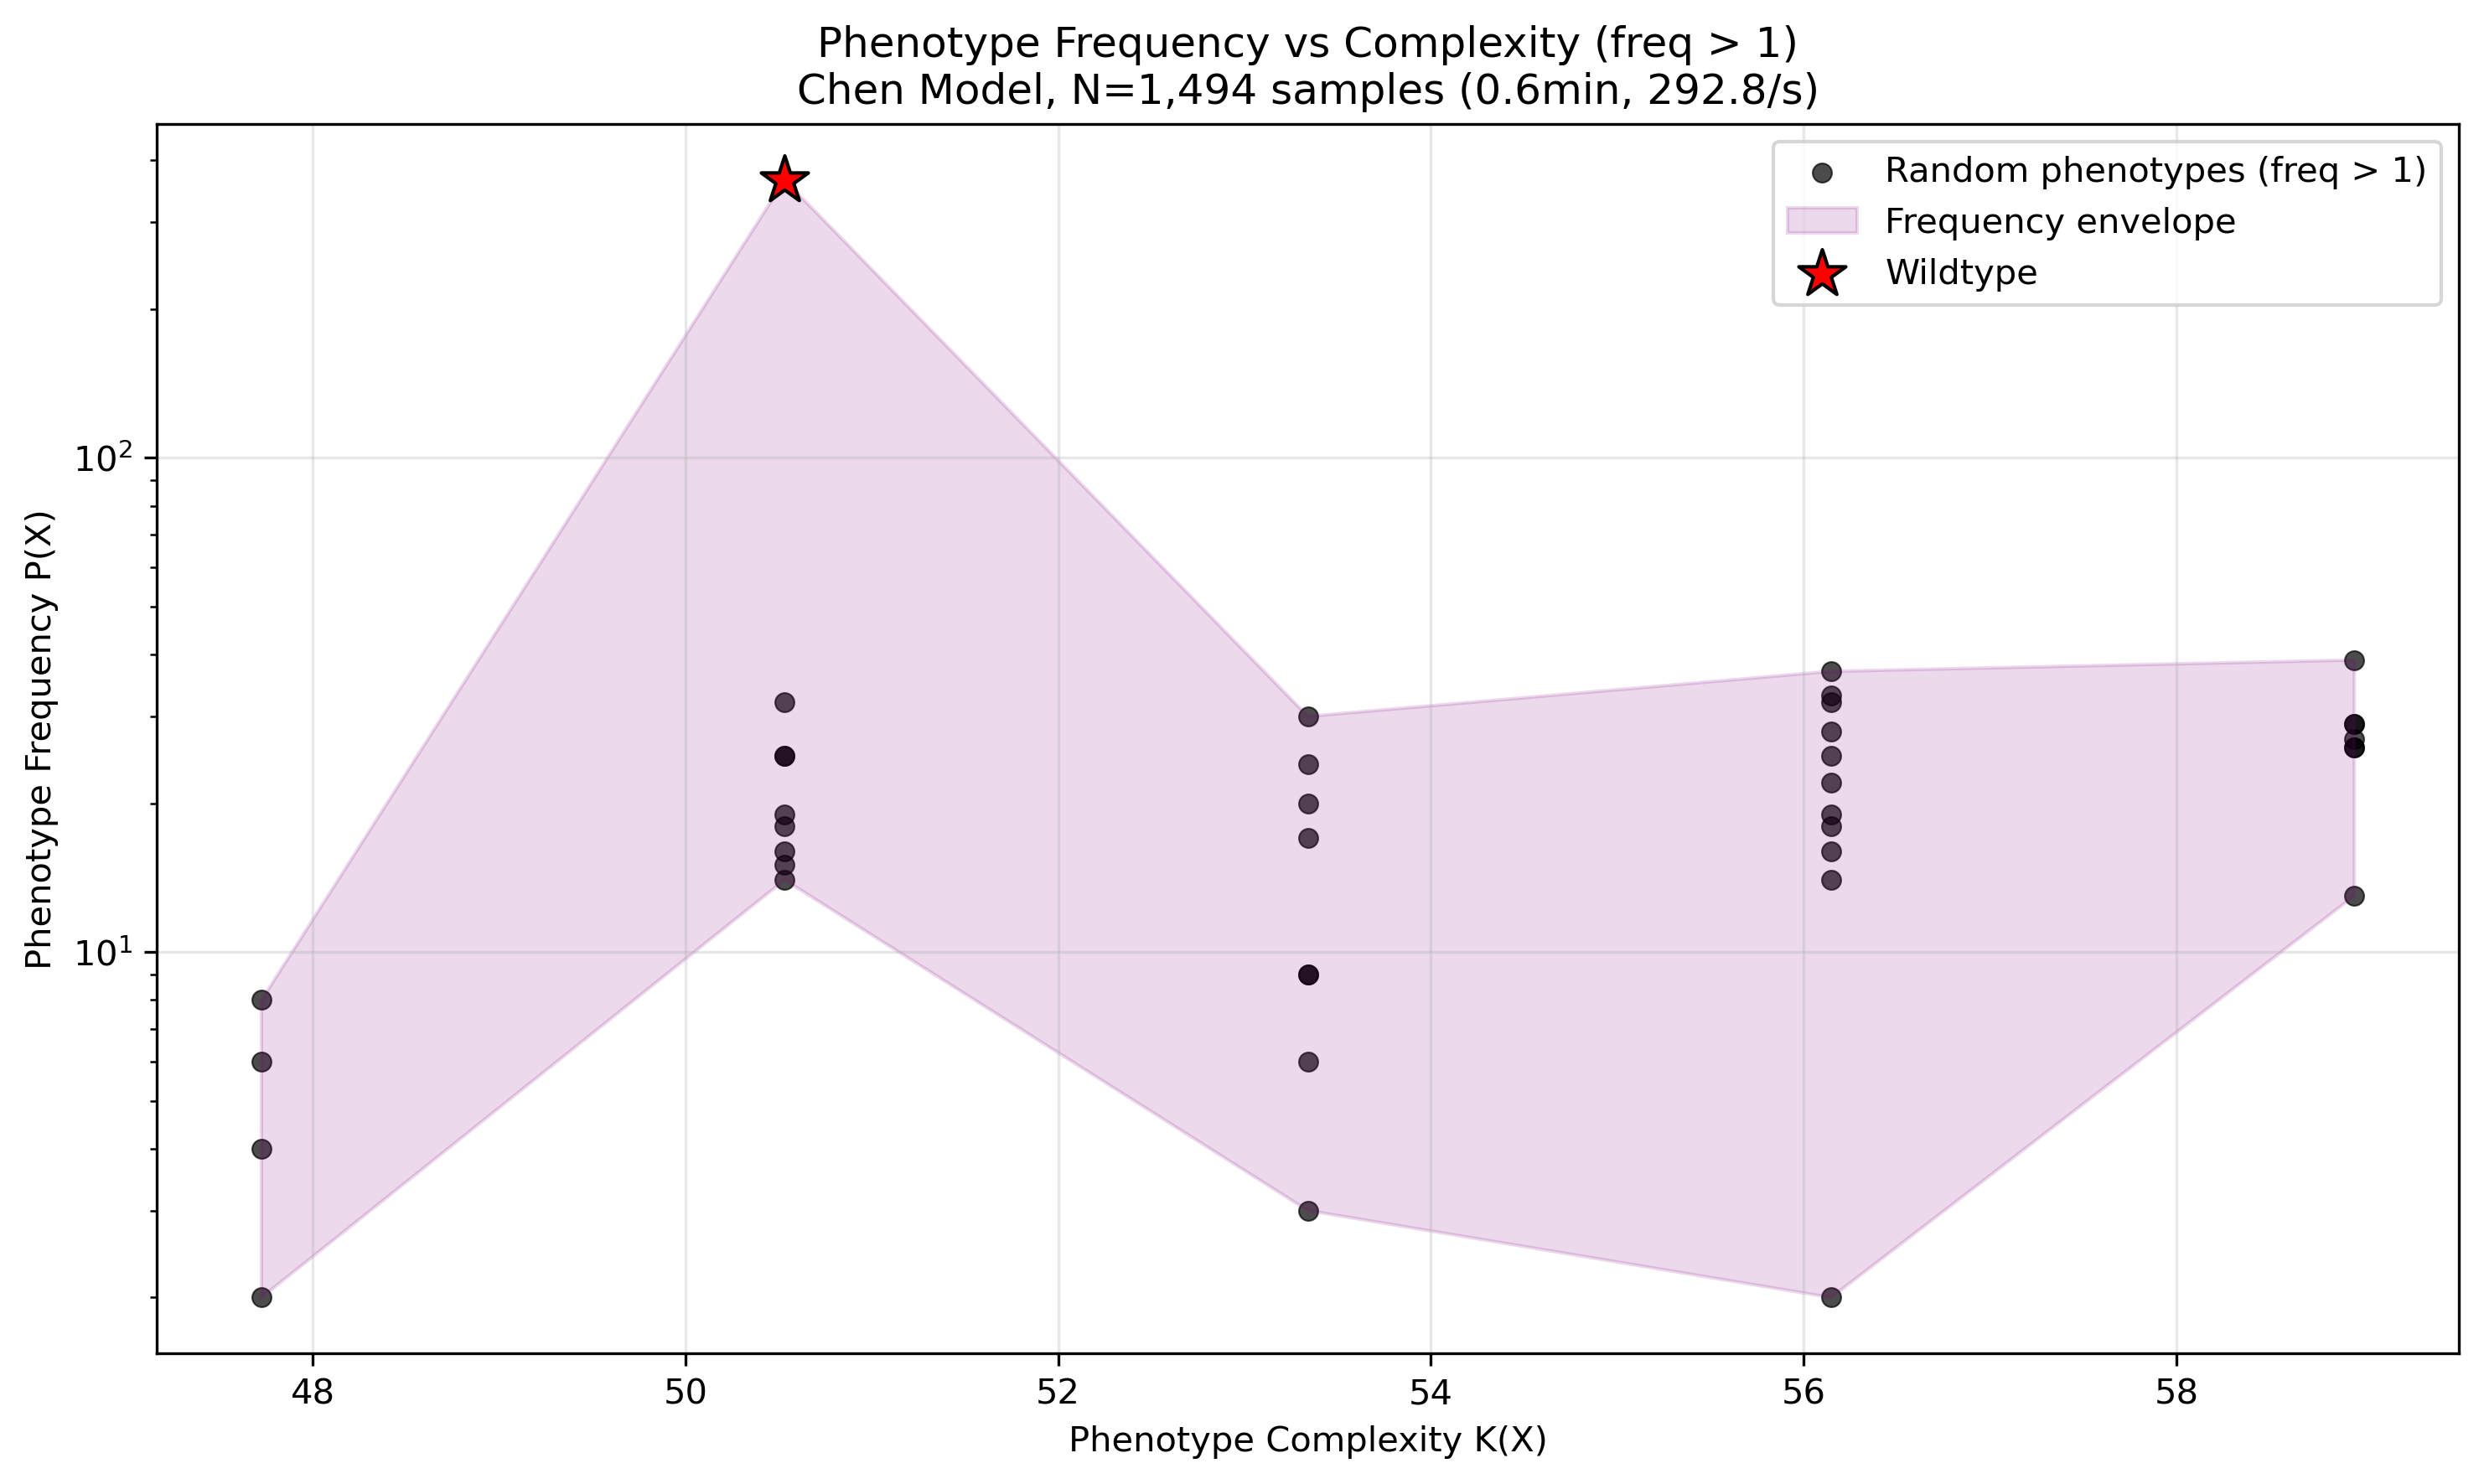 Phenotype Frequency vs Complexity (freq > 1)
Chen Model, N=1,494 samples (0.6min, 292.8/s)
Random phenotypes (freq > 1)
Frequency envelope
Wildtype
Phenotype Frequency P(X)
10²
10¹
48 50 52 54 56 58
Phenotype Complexity K(X)